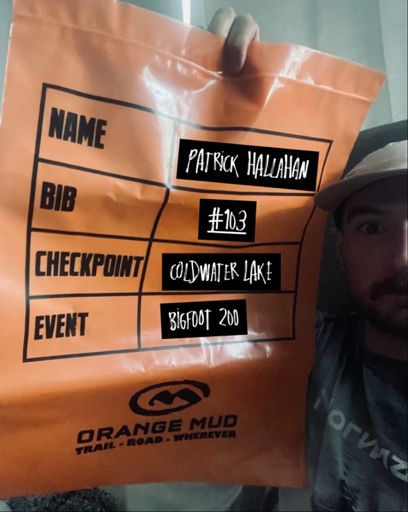 NAME
PATRICK HALLAHAN
BIB
#103
CHECKPOINT
COLDWATER LAKE
EVENT
BIGFOOT 200
ORANGE MUD
TRAIL - ROAD - WHEREVER